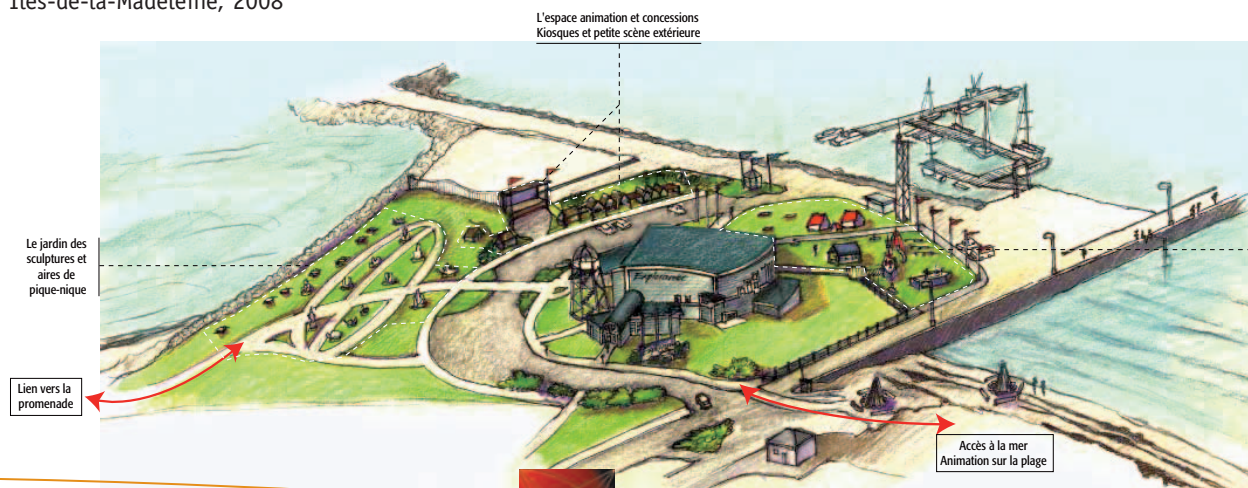 Îles-de-la-Madeleine, 2008
L'espace animation et concessions
Kiosques et petite scène extérieure
Le jardin des
sculptures et
aires de
pique-nique
Esplanade
Lien vers la
promenade
Accès à la mer
Animation sur la plage